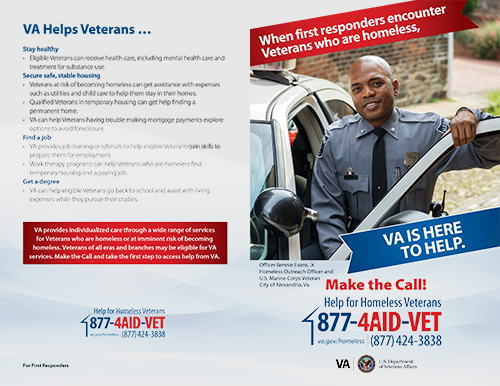 VA Helps Veterans …
Stay healthy
• Eligible Veterans can receive health care, including mental health care and
treatment for substance use.
Secure safe, stable housing
• Veterans at risk of becoming homeless can get assistance with expenses
such as utilities and child care to help them stay in their homes.
• Qualified Veterans in temporary housing can get help finding a
permanent home.
• VA can help Veterans having trouble making mortgage payments explore
options to avoid foreclosure.
Find a job
• VA provides job training or referrals to help eligible Veterans gain skills to
prepare them for employment.
• Work therapy programs can help Veterans who are homeless find
temporary housing and a paying job.
Get a degree
• VA can help eligible Veterans go back to school and assist with living
expenses while they pursue their studies.
VA provides individualized care through a wide range of services
for Veterans who are homeless or at imminent risk of becoming
homeless. Veterans of all eras and branches may be eligible for VA
services. Make the Call and take the first step to access help from VA.
Help for Homeless Veterans
877-4AID-VET
va.gov/homeless (877) 424-3838
For First Responders
When first responders encounter
Veterans who are homeless,
VA IS HERE
TO HELP.
Officer Bennie Evans, Jr.
Homeless Outreach Officer and
U.S. Marine Corps Veteran
City of Alexandria, Va.
Make the Call!
Help for Homeless Veterans
877-4AID-VET
va.gov/homeless (877) 424-3838
VA
U.S. Department
of Veterans Affairs